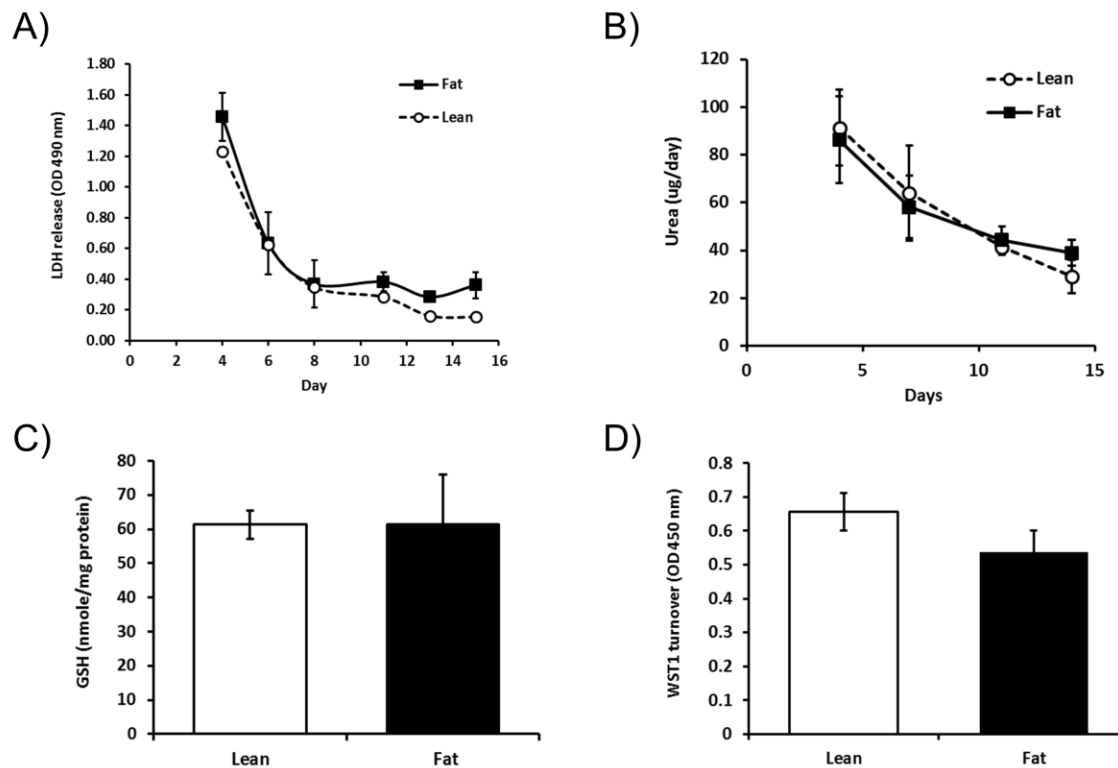 A)
1.80
1.60
1.40
1.20
1.00
0.80
0.60
0.40
0.20
0.00
LDH release (OD 490 nm)
Fat
Lean
0 2 4 6 8 10 12 14 16
Day
B)
120
100
80
60
40
20
0
Urea (ug/day)
Lean
Fat
0 5 10 15
Days
C)
80
70
60
50
40
30
20
10
0
GSH (nmole/mg protein)
Lean Fat
D)
0.8
0.7
0.6
0.5
0.4
0.3
0.2
0.1
0
WST1 turnover (OD 450 nm)
Lean Fat